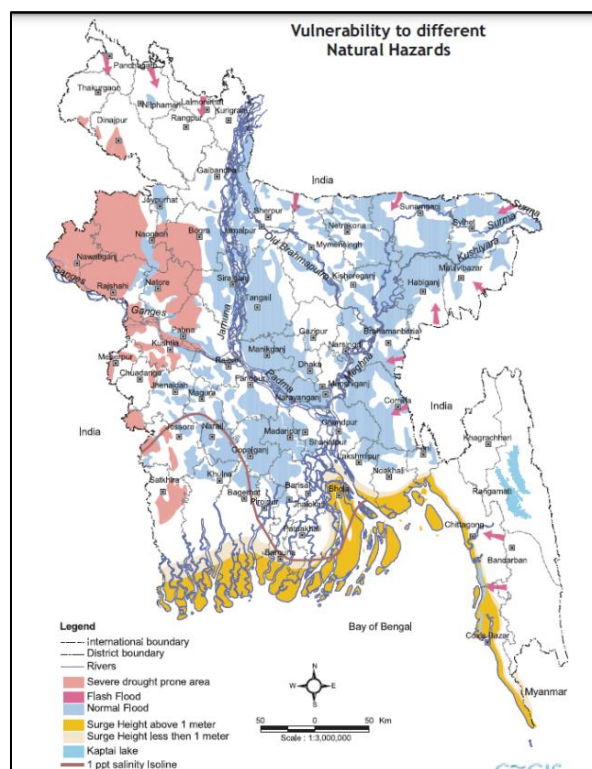 Vulnerability to different
Natural Hazards
Panchagarh
Thakurgaon
Nilphamari
Lalmonirhat
Kurigram
Dinajpur
Rangpur
Gaibandha
India
Joypurhat
Sherpur
Sunamganj
Surma
Naogaon
Bogra
Jamalpur
Netrakona
Sylhet
Surma
Old Brahmaputra
Mymensingh
Kushiyara
Nawabganj
Ganges
Rajshahi
Natore
Sirajganj
Kishoreganj
Habiganj
Maulvibazar
Tangail
Jamuna
Ganges
Pabna
Gazipur
Brahamanbaria
Kushtia
Manikganj
Narsingdi
Meherpur
Dhaka
Meghna
Chuadanga
Faridpur
Padma
Munshiganj
Jhenaidah
Narayanganj
Magura
Comilla
India
India
Jessore
Narail
Madaripur
Chandpur
Khagrachhari
Gopalganj
Shariatpur
Lakshmipur
Satkhira
Khulna
Noakhali
Rangamati
Bagerhat
Pirojpur
Barisal
Bhola
Jhalokati
Chittagong
Patuakhali
Bandarban
Barguna
Bay of Bengal
Cox's Bazar
Myanmar
Legend
International boundary
District boundary
Rivers
Severe drought prone area
Flash Flood
Normal Flood
Surge Height above 1 meter
Surge Height less then 1 meter
Kaptai lake
1 ppt salinity Isoline
N
W E
S
50 0 50 Km
Scale : 1:3,000,000